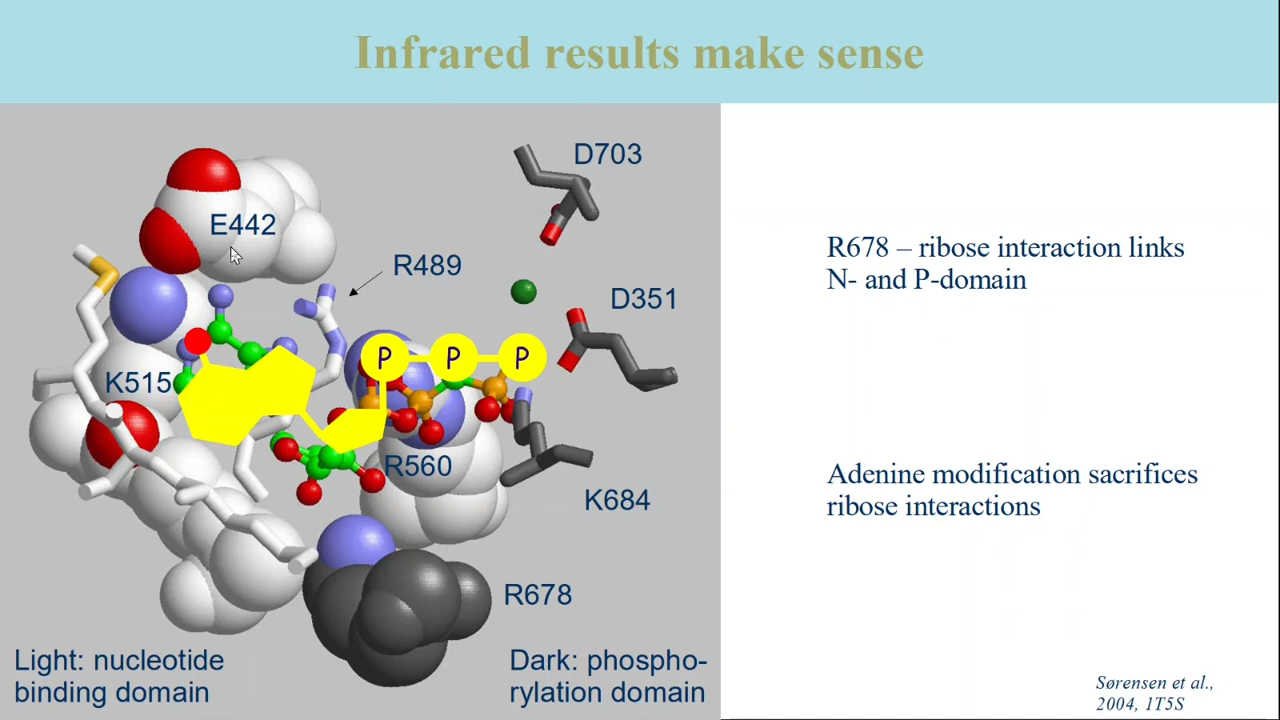 Infrared results make sense
D703
E442
R489
D351
P P P
K515
R560
K684
R678
Light: nucleotide
binding domain
Dark: phospho-
rylation domain
R678 – ribose interaction links
N- and P-domain
Adenine modification sacrifices
ribose interactions
Sørensen et al.,
2004, 1T5S